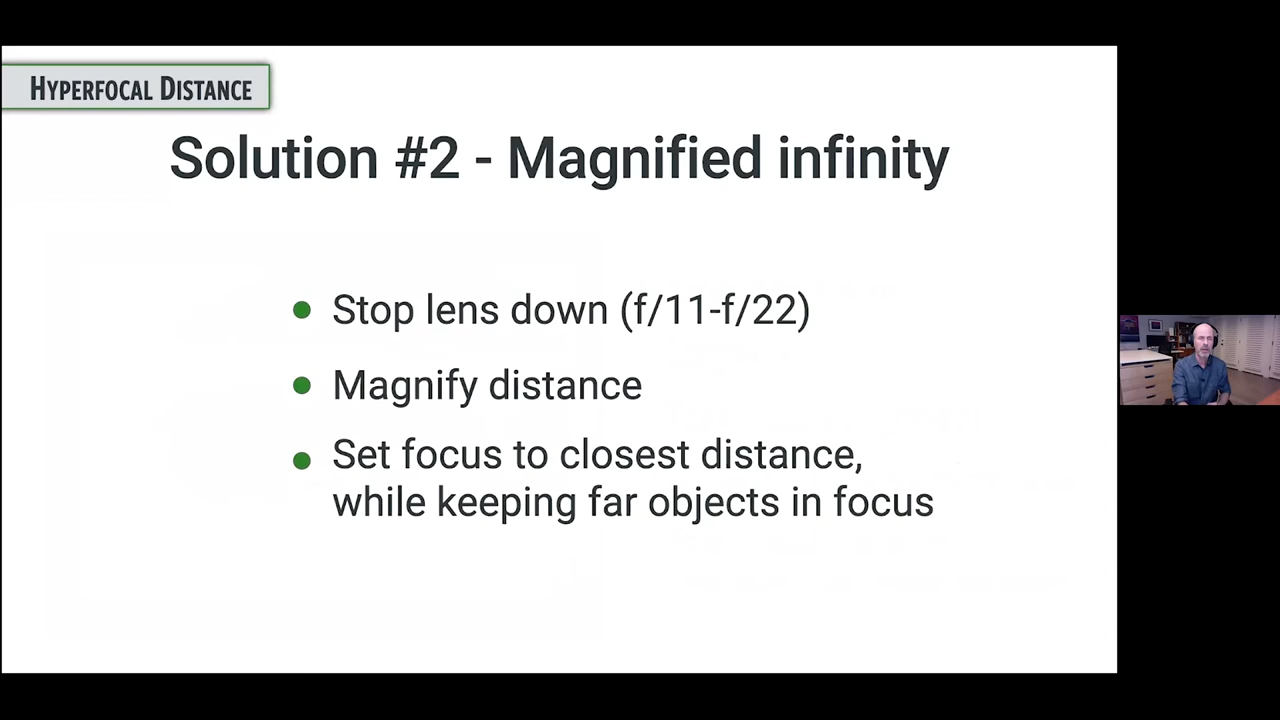 HYPERFOCAL DISTANCE
Solution #2 - Magnified infinity
Stop lens down (f/11-f/22)
Magnify distance
Set focus to closest distance,
while keeping far objects in focus